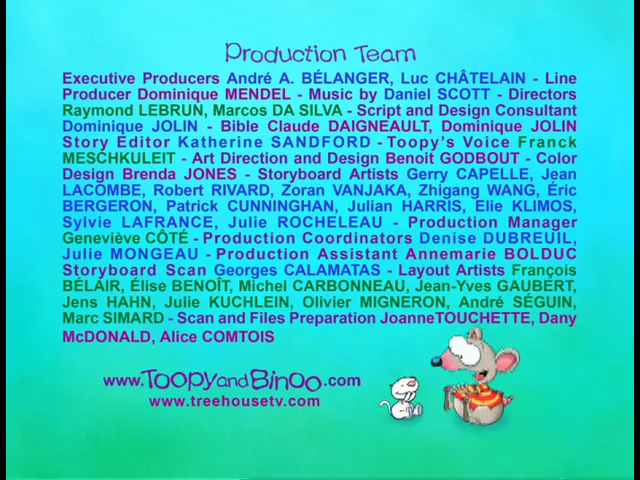 Production Team
Executive Producers André A. BÉLANGER, Luc CHÂTELAIN - Line
Producer Dominique MENDEL - Music by Daniel SCOTT - Directors
Raymond LEBRUN, Marcos DA SILVA - Script and Design Consultant
Dominique JOLIN - Bible Claude DAIGNEAULT, Dominique JOLIN
Story Editor Katherine SANDFORD - Toopy's Voice Franck
MESCHKULEIT - Art Direction and Design Benoit GODBOUT - Color
Design Brenda JONES - Storyboard Artists Gerry CAPELLE, Jean
LACOMBE, Robert RIVARD, Zoran VANJAKA, Zhigang WANG, Éric
BERGERON, Patrick CUNNINGHAN, Julian HARRIS, Elie KLIMOS,
Sylvie LAFRANCE, Julie ROCHELEAU - Production Manager
Geneviève CÔTÉ - Production Coordinators Denise DUBREUIL,
Julie MONGEAU - Production Assistant Annemarie BOLDUC
Storyboard Scan Georges CALAMATAS - Layout Artists François
BÉLAIR, Élise BENOÎT, Michel CARBONNEAU, Jean-Yves GAUBERT,
Jens HAHN, Julie KUCHLEIN, Olivier MIGNERON, André SÉGUIN,
Marc SIMARD - Scan and Files Preparation JoanneTOUCHETTE, Dany
McDONALD, Alice COMTOIS
www.ToopyandBinoo.com
www.treehousetv.com